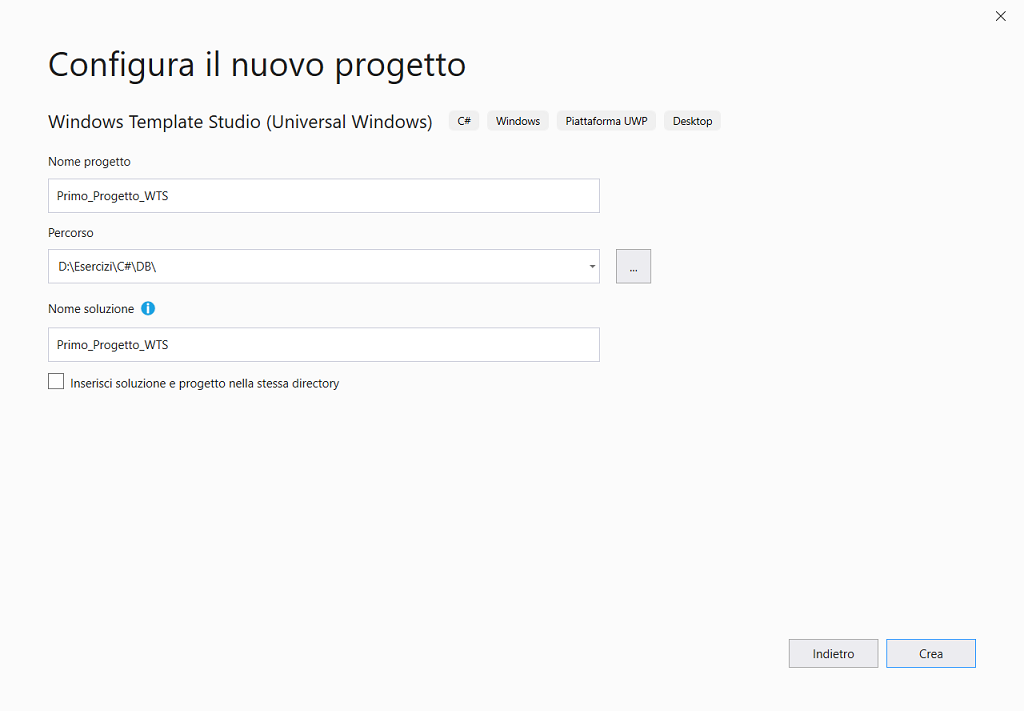 Configura il nuovo progetto
Windows Template Studio (Universal Windows) C# Windows Piattaforma UWP Desktop
Nome progetto
Primo_Progetto_WTS
Percorso
D:\Esercizi\C#\DB\ ...
Nome soluzione
Primo_Progetto_WTS
Inserisci soluzione e progetto nella stessa directory
Indietro Crea